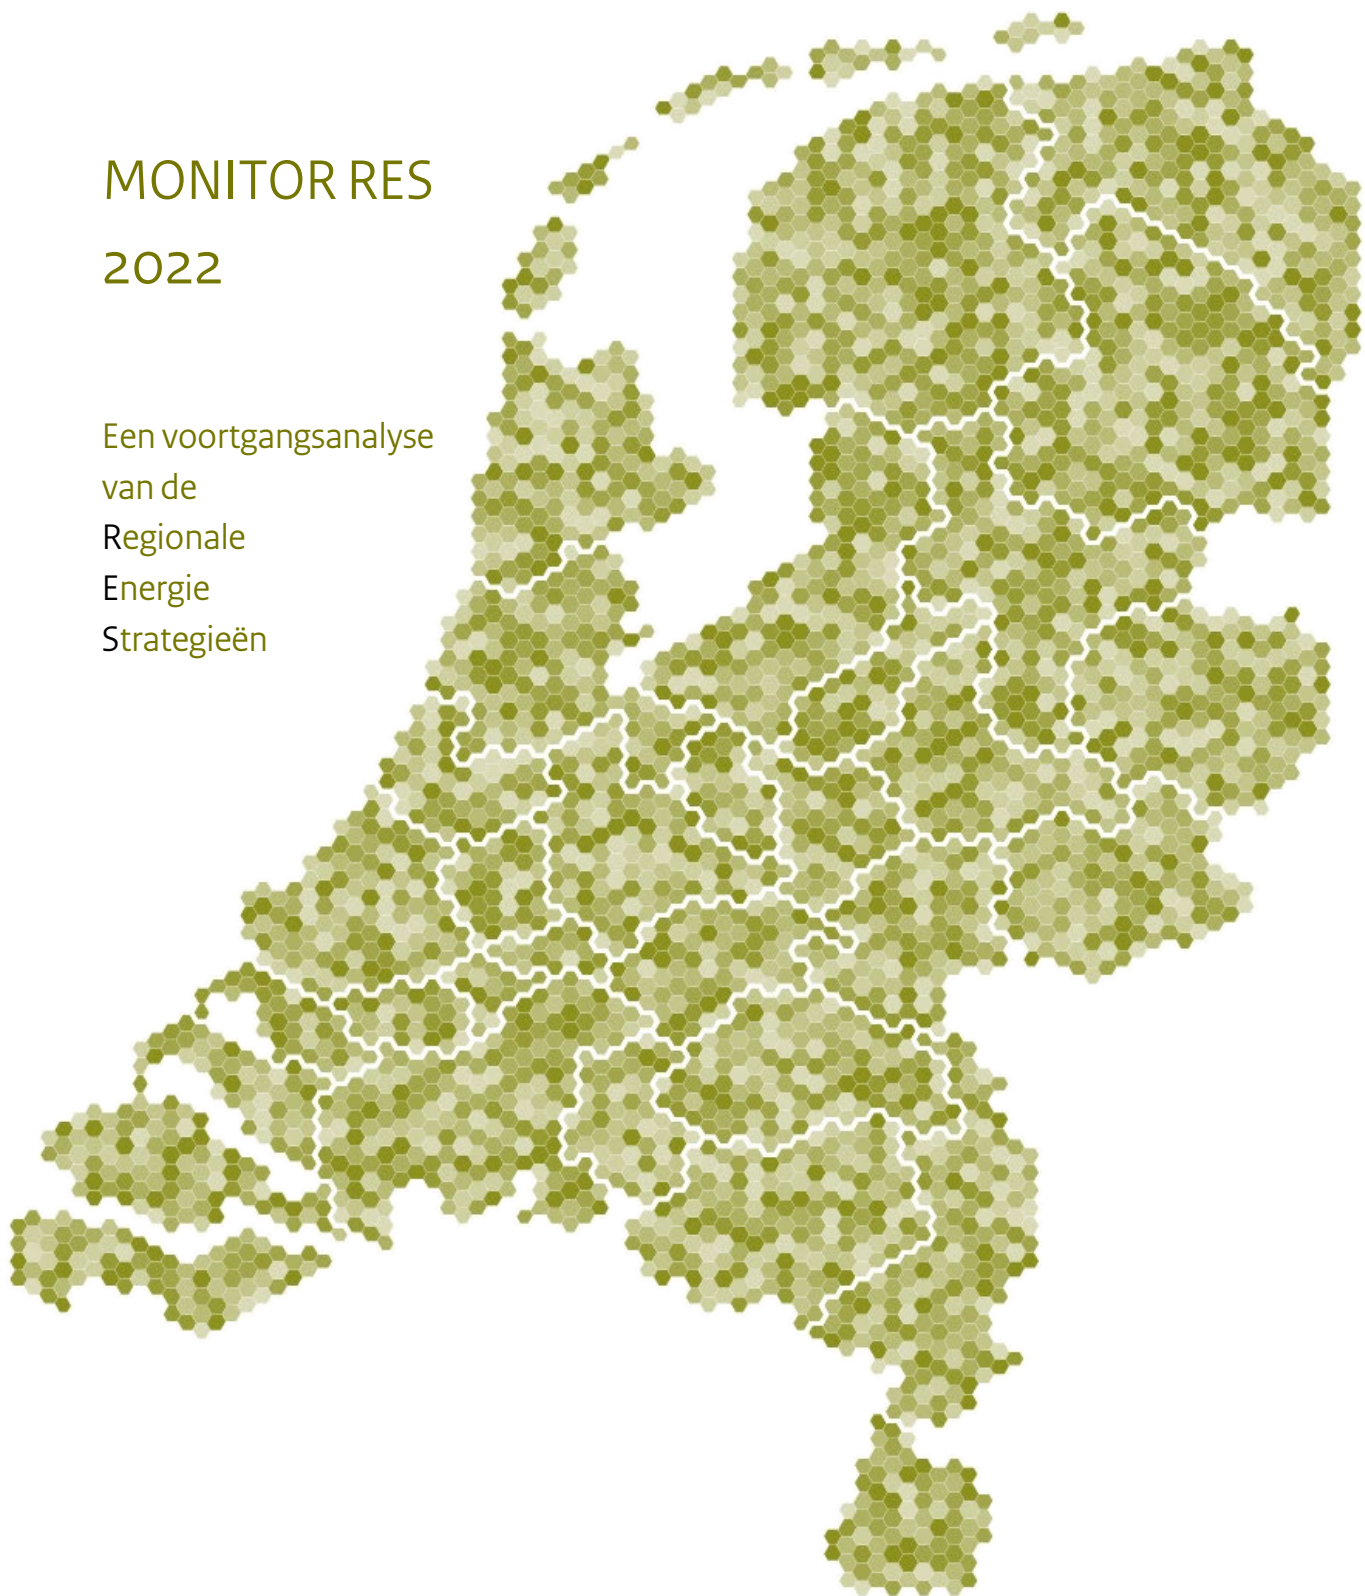 MONITOR RES
2022
Een voortgangsanalyse
van de
Regionale
Energie
Strategieën